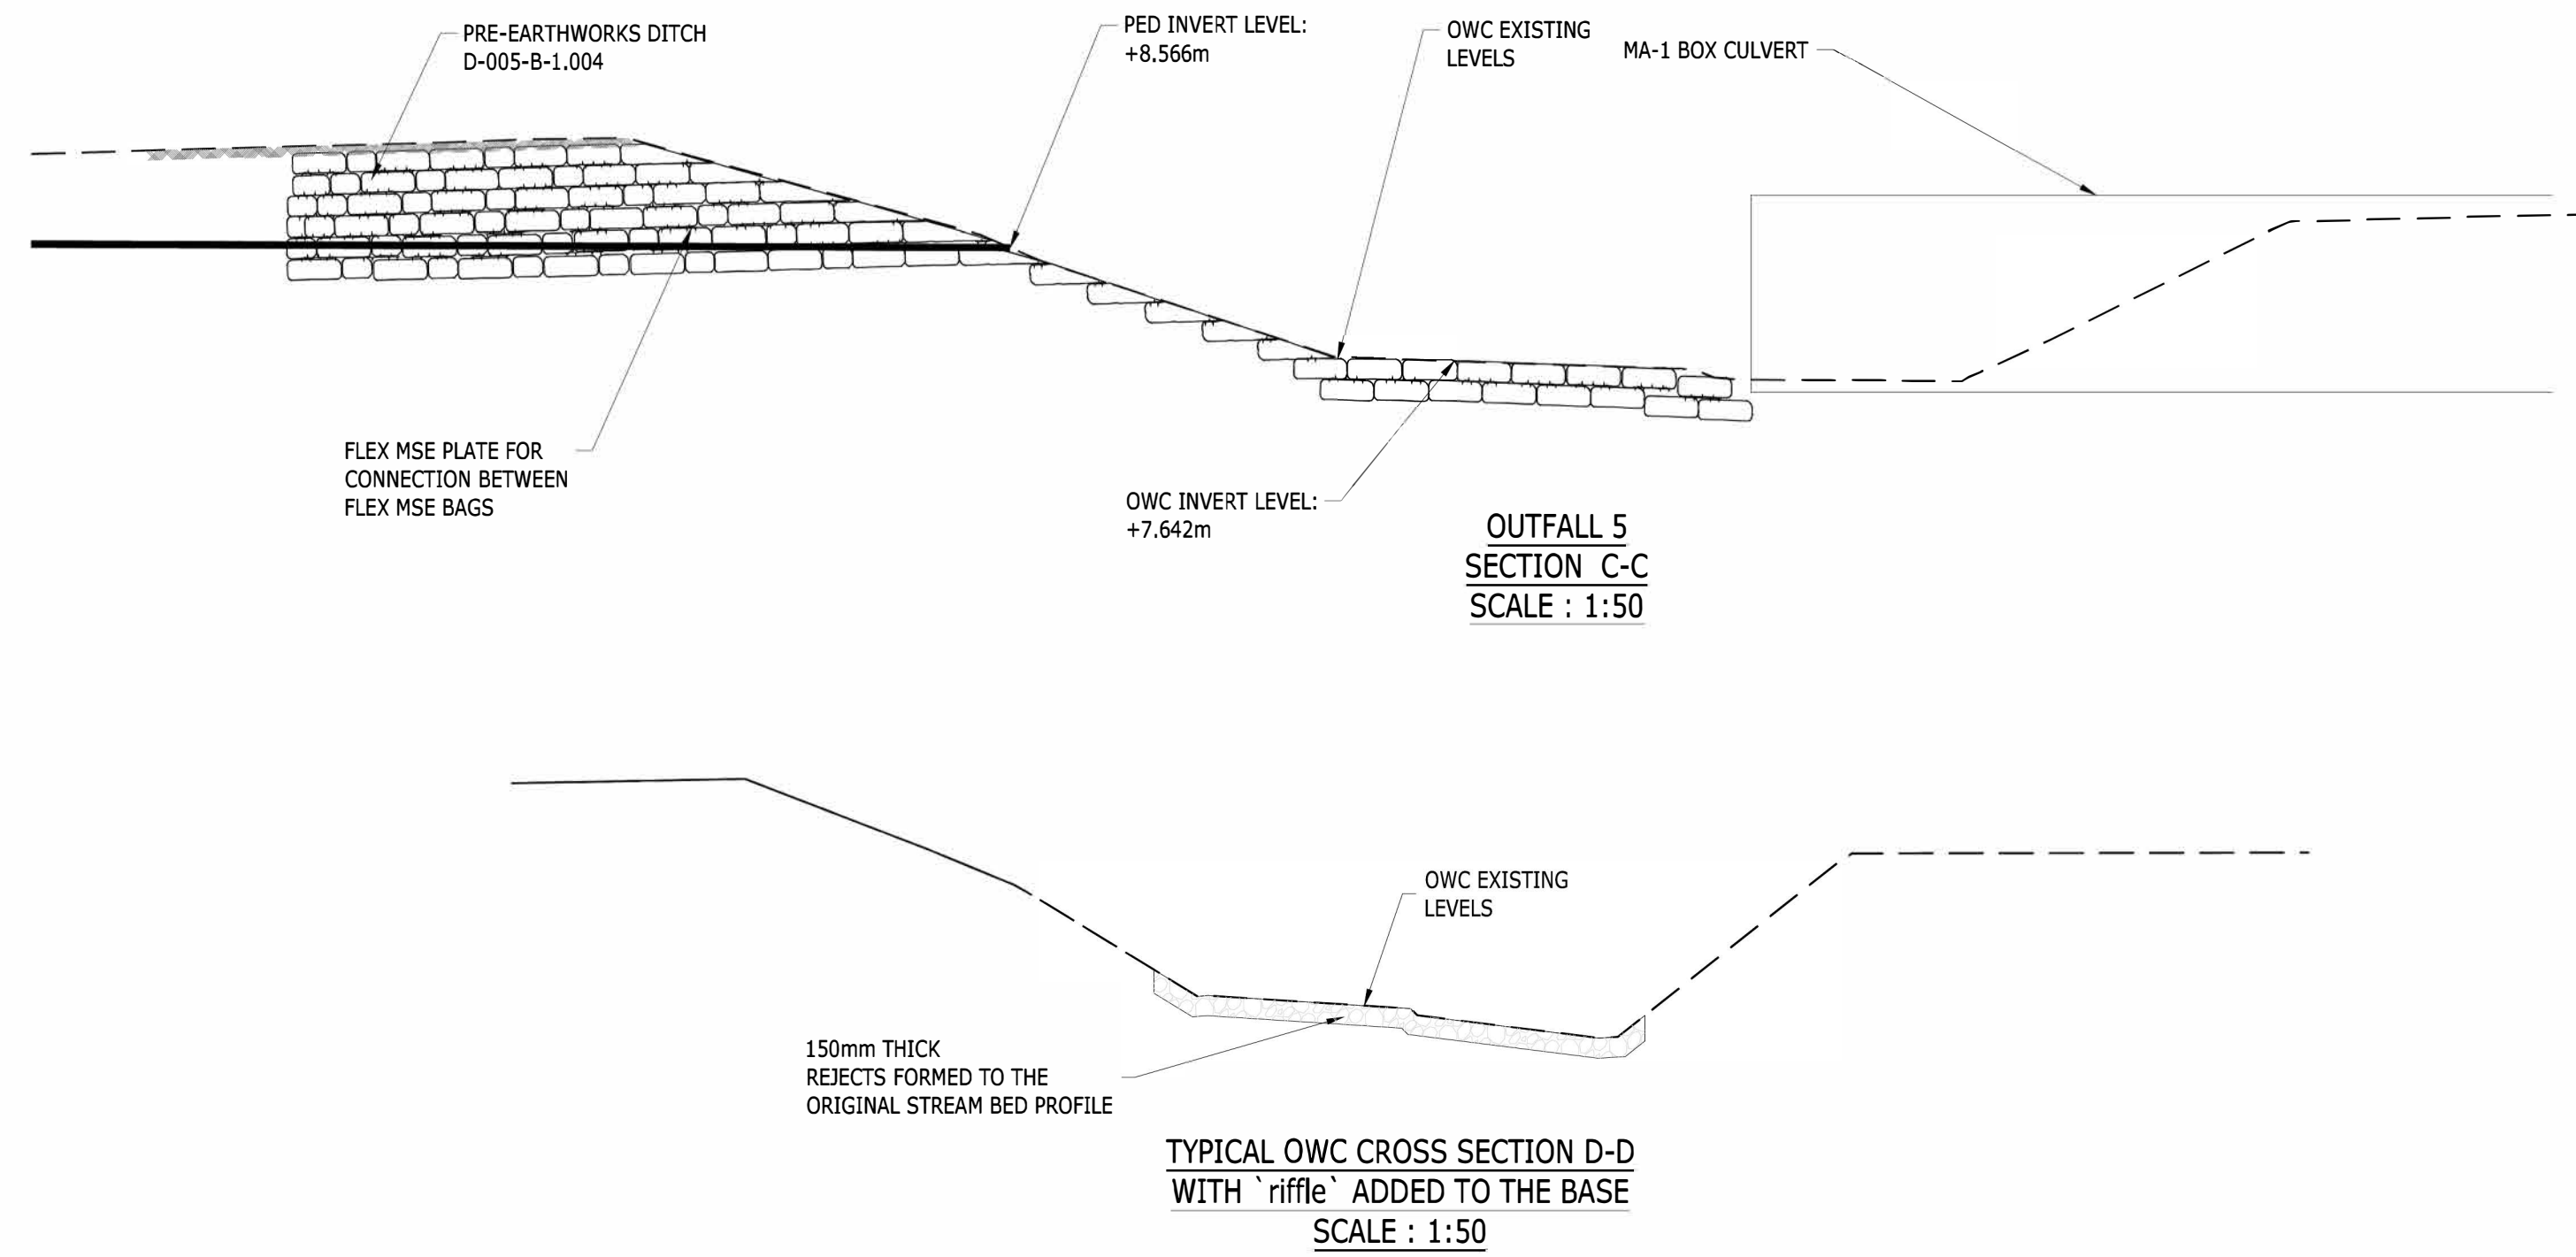 PRE-EARTHWORKS DITCH
D-005-B-1.004
PED INVERT LEVEL:
+8.566m
OWC EXISTING
LEVELS
MA-1 BOX CULVERT
FLEX MSE PLATE FOR
CONNECTION BETWEEN
FLEX MSE BAGS
OWC INVERT LEVEL:
+7.642m
OUTFALL 5
SECTION C-C
SCALE : 1:50
OWC EXISTING
LEVELS
150mm THICK
REJECTS FORMED TO THE
ORIGINAL STREAM BED PROFILE
TYPICAL OWC CROSS SECTION D-D
WITH `riffle` ADDED TO THE BASE
SCALE : 1:50